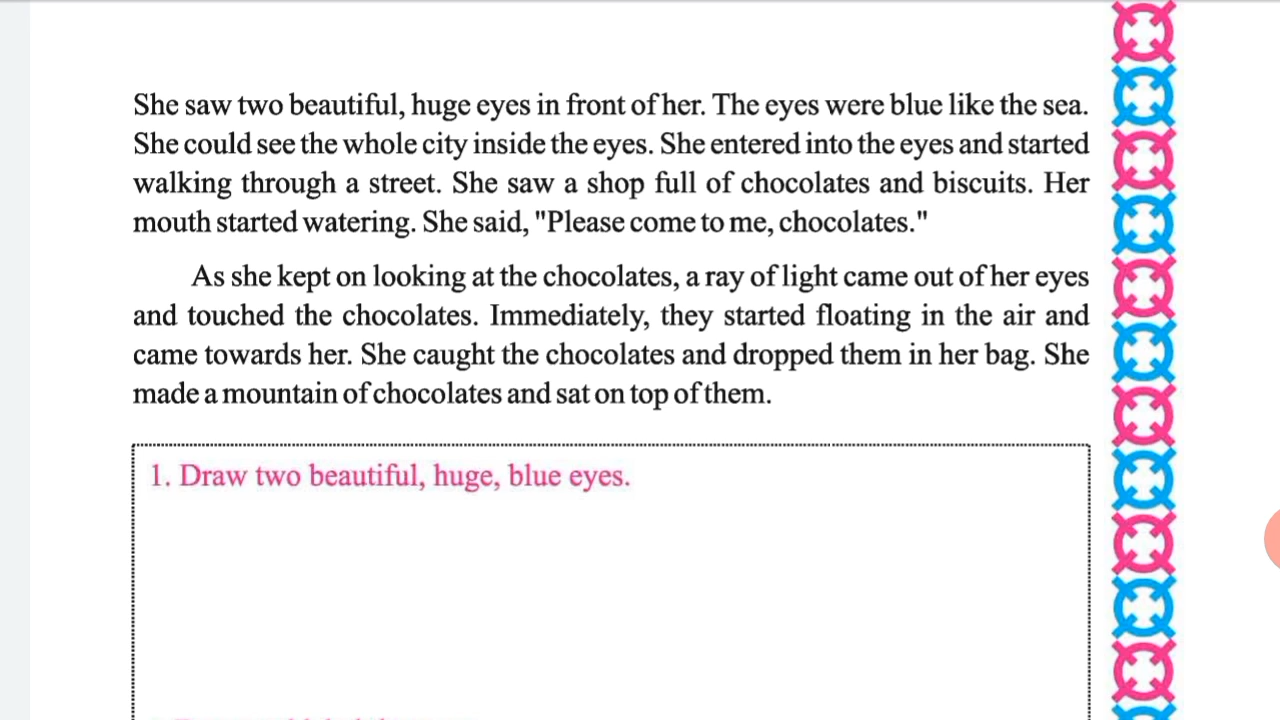 She saw two beautiful, huge eyes in front of her. The eyes were blue like the sea.
She could see the whole city inside the eyes. She entered into the eyes and started
walking through a street. She saw a shop full of chocolates and biscuits. Her
mouth started watering. She said, "Please come to me, chocolates."
As she kept on looking at the chocolates, a ray of light came out of her eyes
and touched the chocolates. Immediately, they started floating in the air and
came towards her. She caught the chocolates and dropped them in her bag. She
made a mountain of chocolates and sat on top of them.
1. Draw two beautiful, huge, blue eyes.